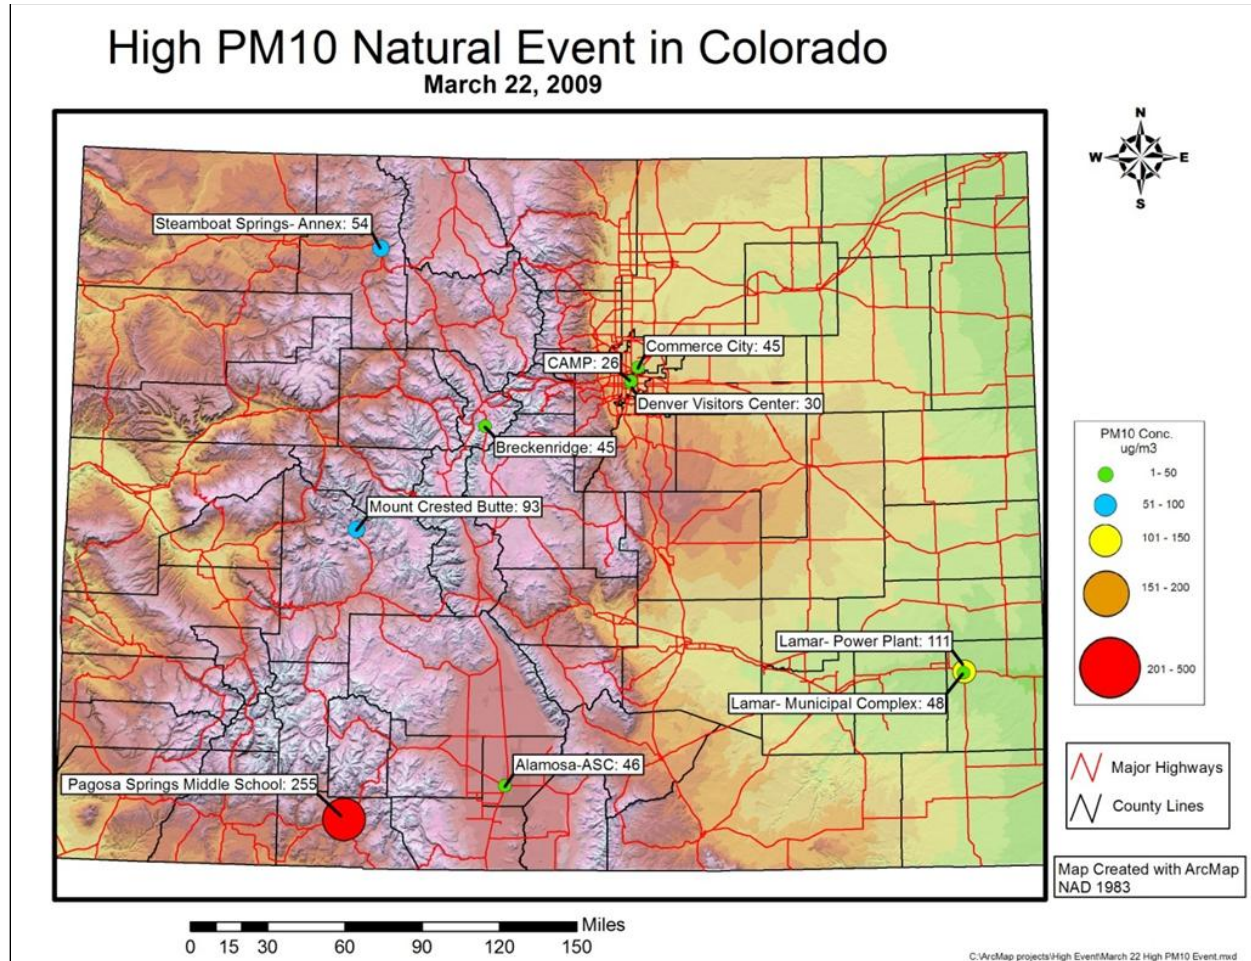 High PM10 Natural Event in Colorado
March 22, 2009
N
W E
S
Steamboat Springs- Annex: 54
Commerce City: 45
CAMP: 26
Denver Visitors Center: 30
Breckenridge: 45
Mount Crested Butte: 93
Lamar- Power Plant: 111
Lamar- Municipal Complex: 48
Alamosa-ASC: 46
Pagosa Springs Middle School: 255
PM10 Conc.
ug/m3
1- 50
51 - 100
101 - 150
151 - 200
201 - 500
Major Highways
County Lines
Map Created with ArcMap
NAD 1983
Miles
0 15 30 60 90 120 150
C:\ArcMap projects\High Event\March 22 High PM10 Event.mxd